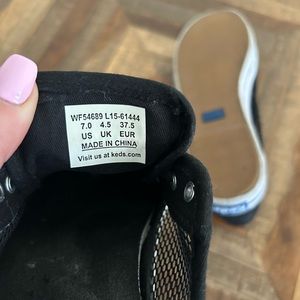 WF54689 L15-61444
7.0 4.5 37.5
US UK EUR
MADE IN CHINA
Visit us at keds.com